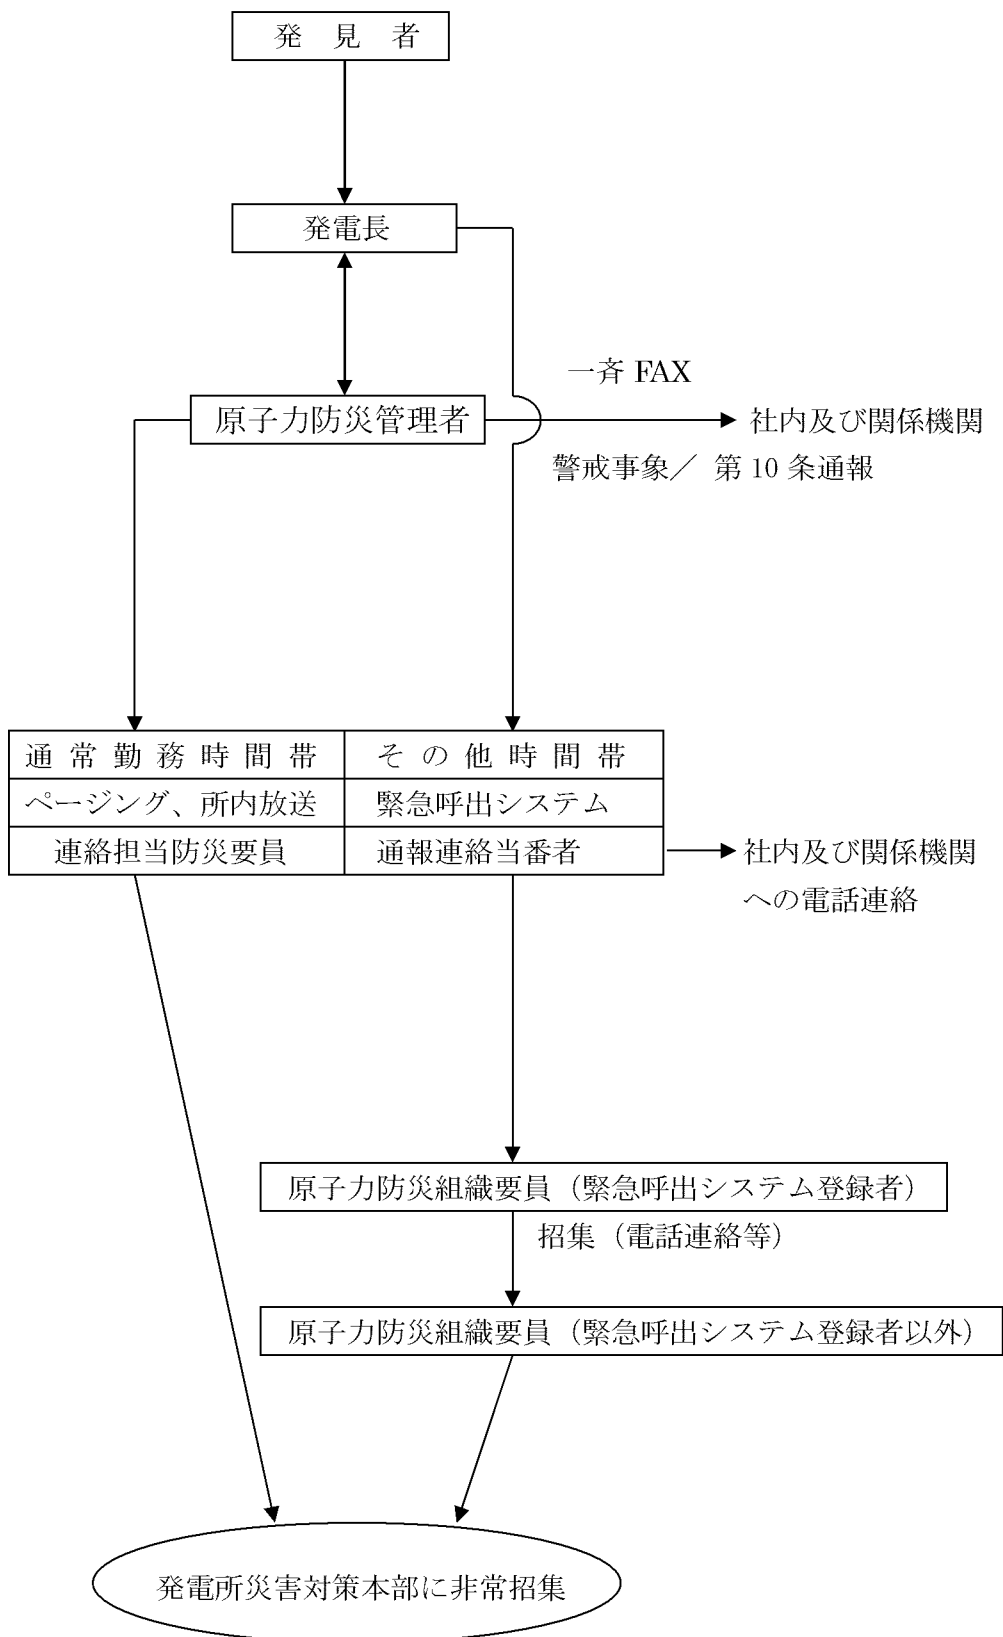 発 見 者
発電長
一斉 FAX
原子力防災管理者
社内及び関係機関
警戒事象／ 第 10 条通報
通 常 勤 務 時 間 帯
そ の 他 時 間 帯
ページング、所内放送
緊急呼出システム
連絡担当防災要員
通報連絡当番者
社内及び関係機関
への電話連絡
原子力防災組織要員（緊急呼出システム登録者）
招集（電話連絡等）
原子力防災組織要員（緊急呼出システム登録者以外）
発電所災害対策本部に非常招集